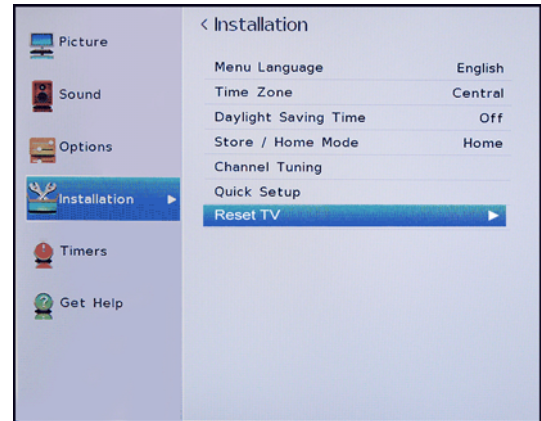 Picture
Sound
Options
Installation
Timers
Get Help
< Installation
Menu Language English
Time Zone Central
Daylight Saving Time Off
Store / Home Mode Home
Channel Tuning
Quick Setup
Reset TV